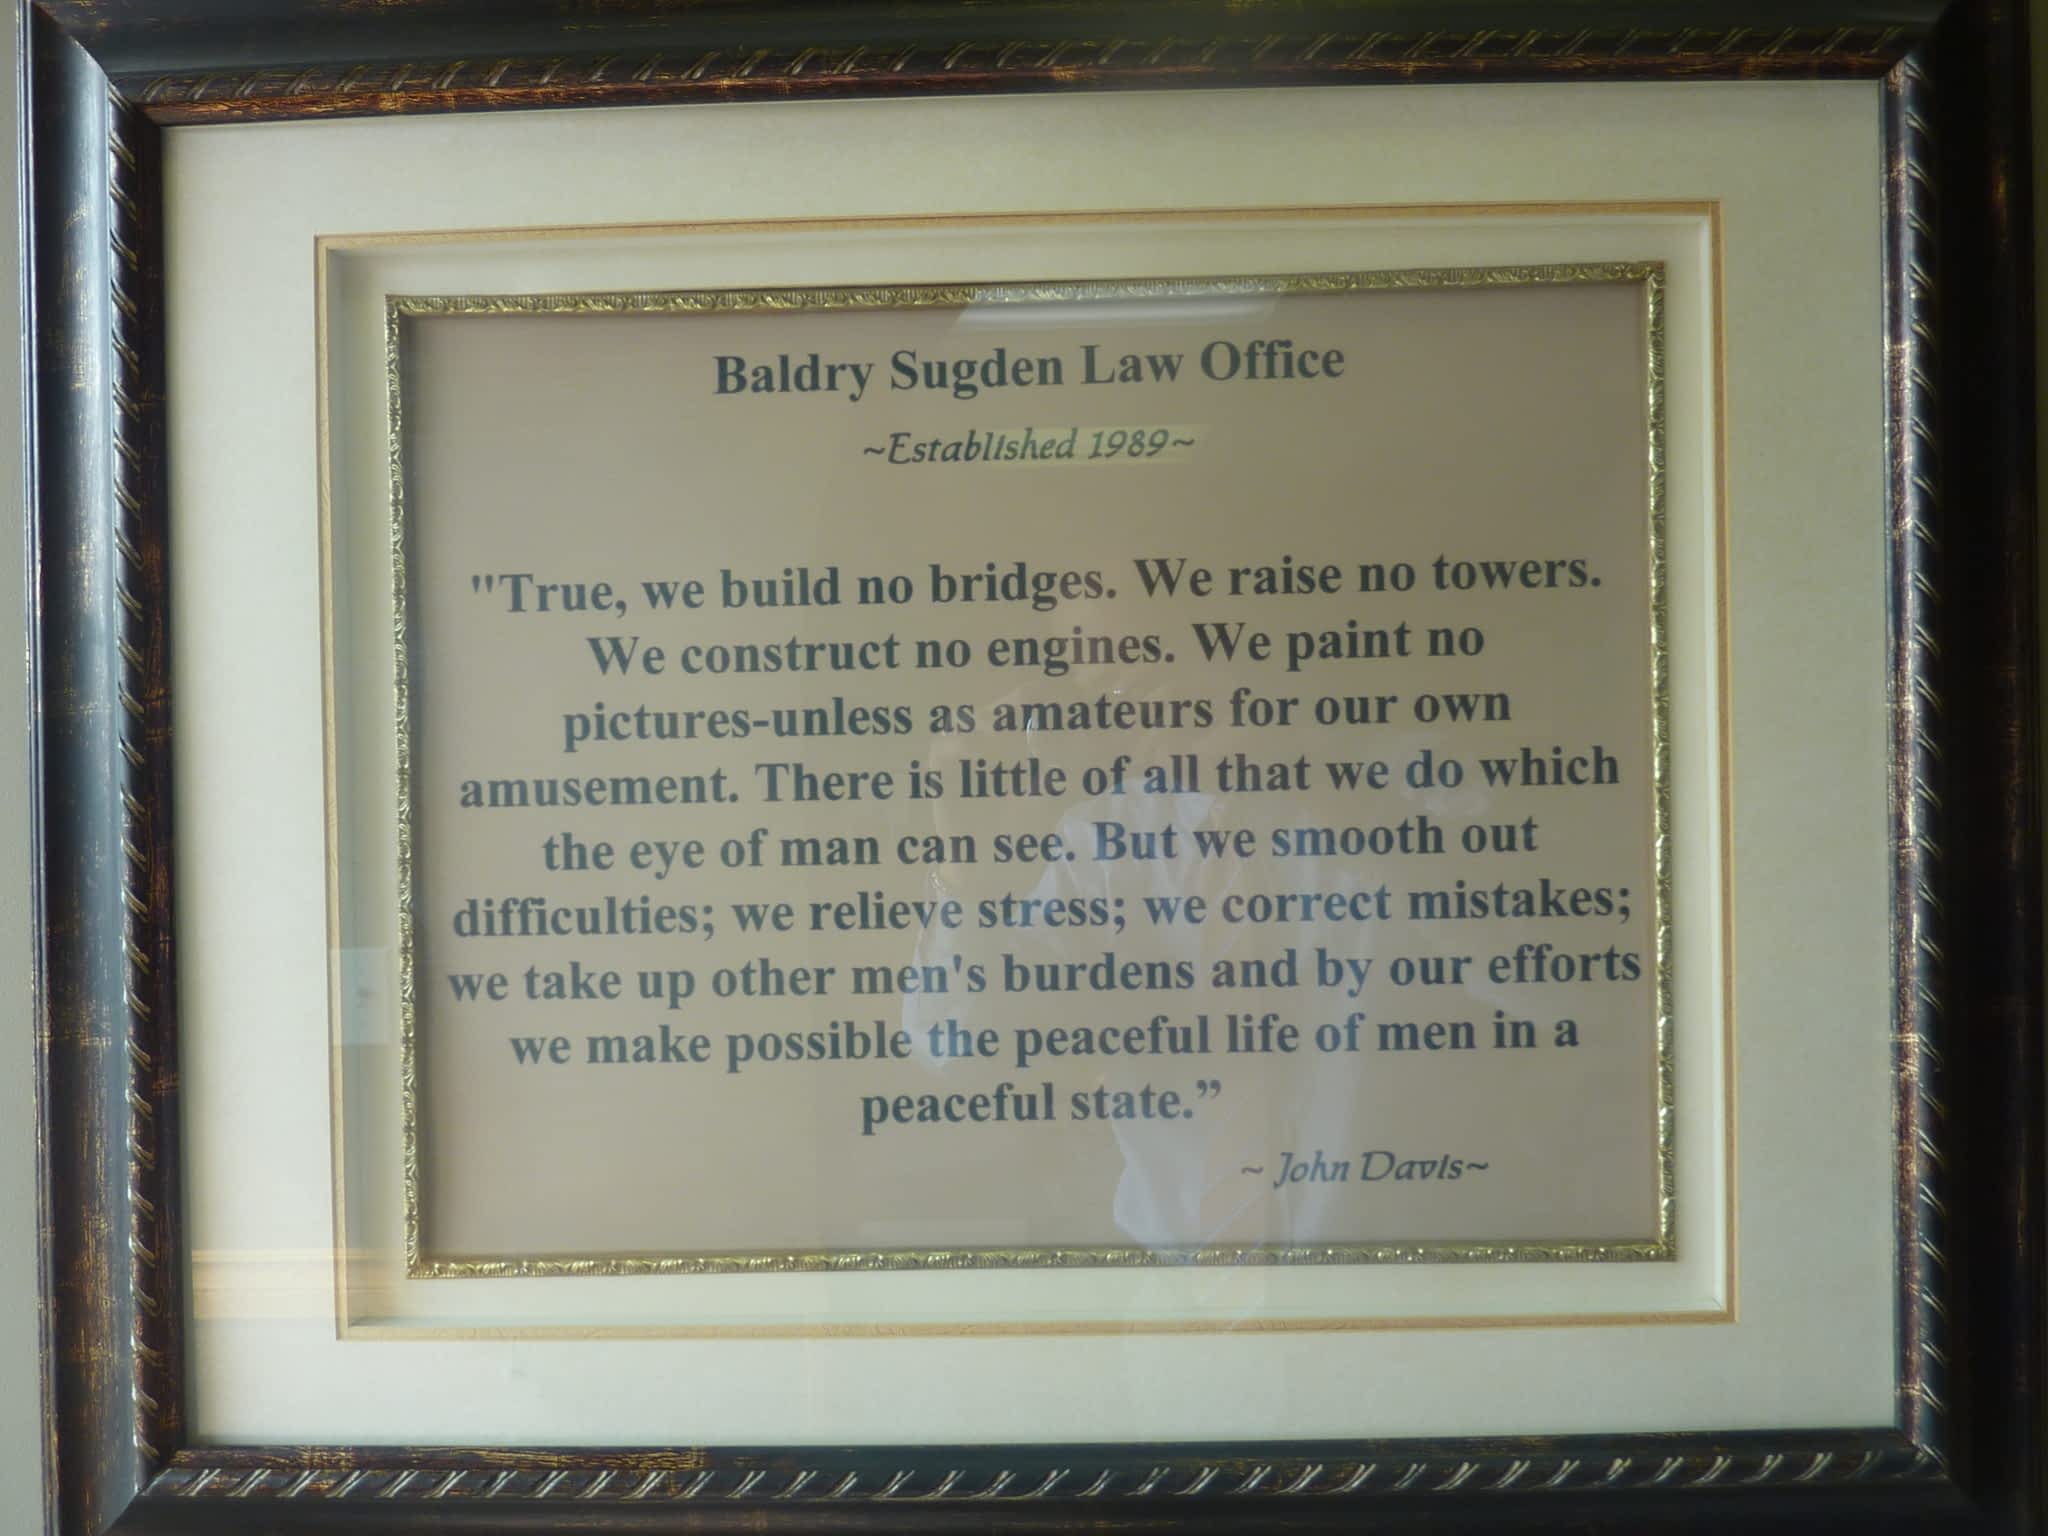 Baldry Sugden Law Office
~Established 1989~
"True, we build no bridges. We raise no towers.
We construct no engines. We paint no
pictures-unless as amateurs for our own
amusement. There is little of all that we do which
the eye of man can see. But we smooth out
difficulties; we relieve stress; we correct mistakes;
we take up other men's burdens and by our efforts
we make possible the peaceful life of men in a
peaceful state.”
~ John Davis~